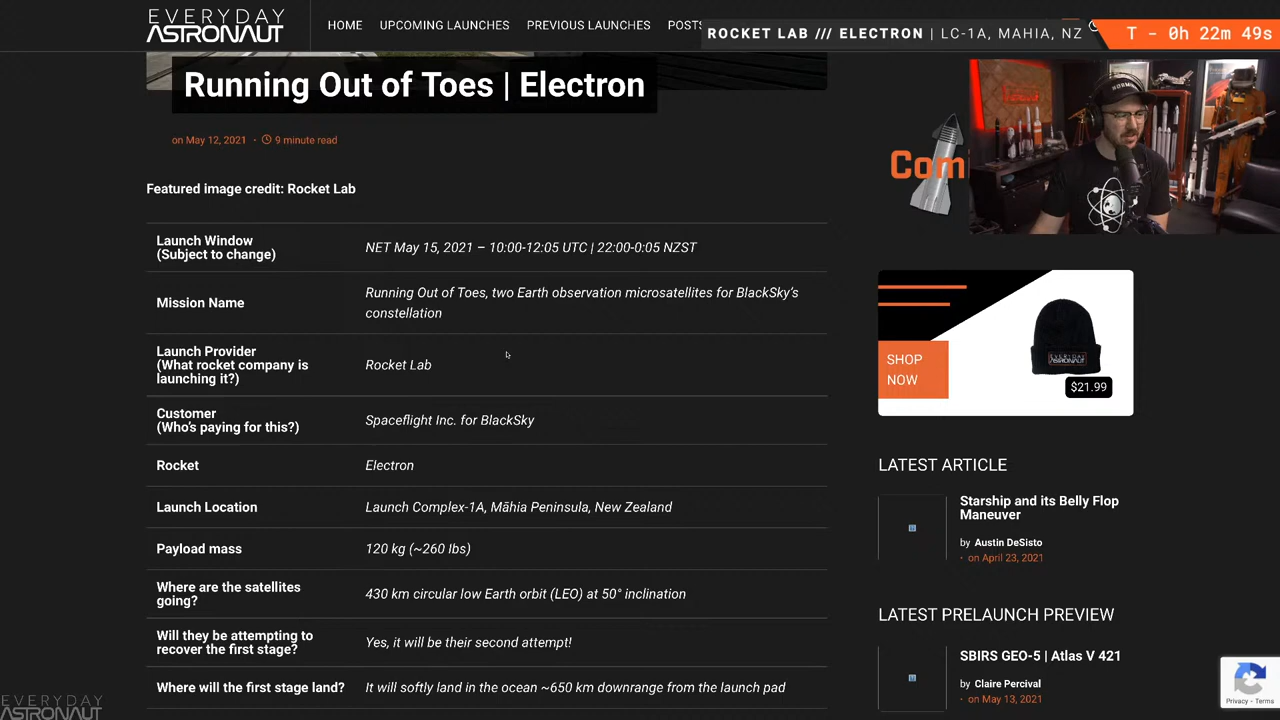 EVERYDAY
ASTRONAUT
HOME UPCOMING LAUNCHES PREVIOUS LAUNCHES POSTS
ROCKET LAB /// ELECTRON | LC-1A, MAHIA, NZ
T - 0h 22m 49s
Running Out of Toes | Electron
on May 12, 2021 · 9 minute read
Featured image credit: Rocket Lab
Launch Window
(Subject to change)
NET May 15, 2021 – 10:00-12:05 UTC | 22:00-0:05 NZST
Mission Name
Running Out of Toes, two Earth observation microsatellites for BlackSky's
constellation
Launch Provider
(What rocket company is
launching it?)
Rocket Lab
Customer
(Who's paying for this?)
Spaceflight Inc. for BlackSky
Rocket
Electron
Launch Location
Launch Complex-1A, Māhia Peninsula, New Zealand
Payload mass
120 kg (~260 lbs)
Where are the satellites
going?
430 km circular low Earth orbit (LEO) at 50° inclination
Will they be attempting to
recover the first stage?
Yes, it will be their second attempt!
Where will the first stage land?
It will softly land in the ocean ~650 km downrange from the launch pad
Com
SHOP
NOW
EVERYDAY
ASTRONAUT
$21.99
LATEST ARTICLE
Starship and its Belly Flop
Maneuver
by Austin DeSisto
· on April 23, 2021
LATEST PRELAUNCH PREVIEW
SBIRS GEO-5 | Atlas V 421
by Claire Percival
· on May 13, 2021
Privacy - Terms
EVERYDAY
ASTRONAUT